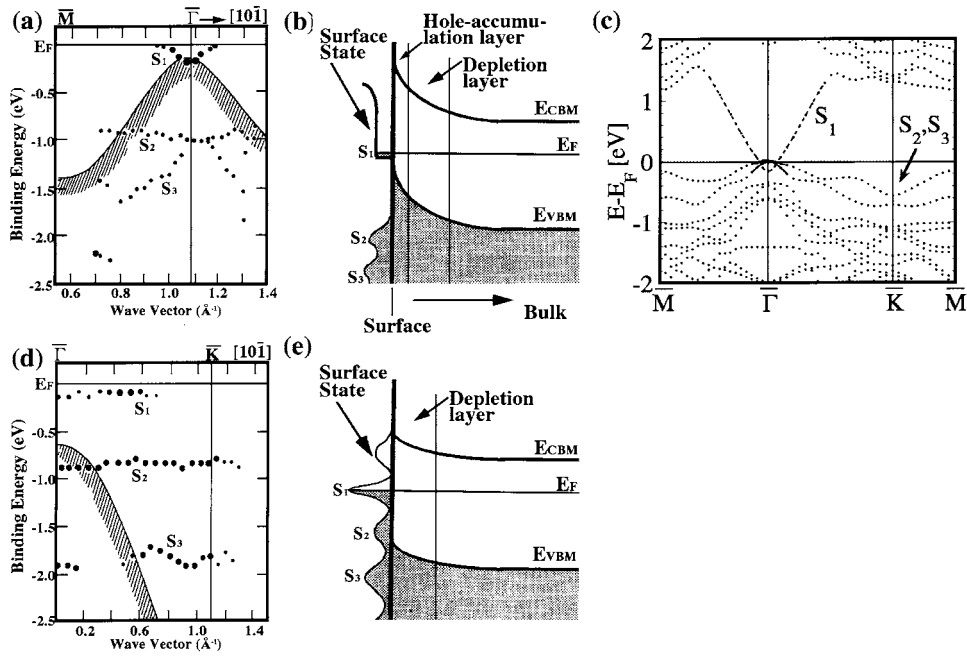 (a)
M̅
Γ̅ → [101̅]
EF
0
-0.5
-1.0
-1.5
-2.0
-2.5
Binding Energy (eV)
S1
S2
S3
0.6 0.8 1.0 1.2 1.4
Wave Vector (Å-1)
(b)
Hole-accumu-
lation layer
Surface
State
Depletion
layer
ECBM
EF
EVBM
S1
S2
S3
Surface
Bulk
(c)
E-EF [eV]
2
1
0
-1
-2
S1
S2,S3
M̅ Γ̅ K̅ M̅
(d)
Γ̅
K̅ [101̅]
EF
-0.5
-1.0
-1.5
-2.0
-2.5
Binding Energy (eV)
S1
S2
S3
0.2 0.6 1.0 1.4
Wave Vector (Å-1)
(e)
Surface
State
Depletion
layer
ECBM
EF
EVBM
S1
S2
S3